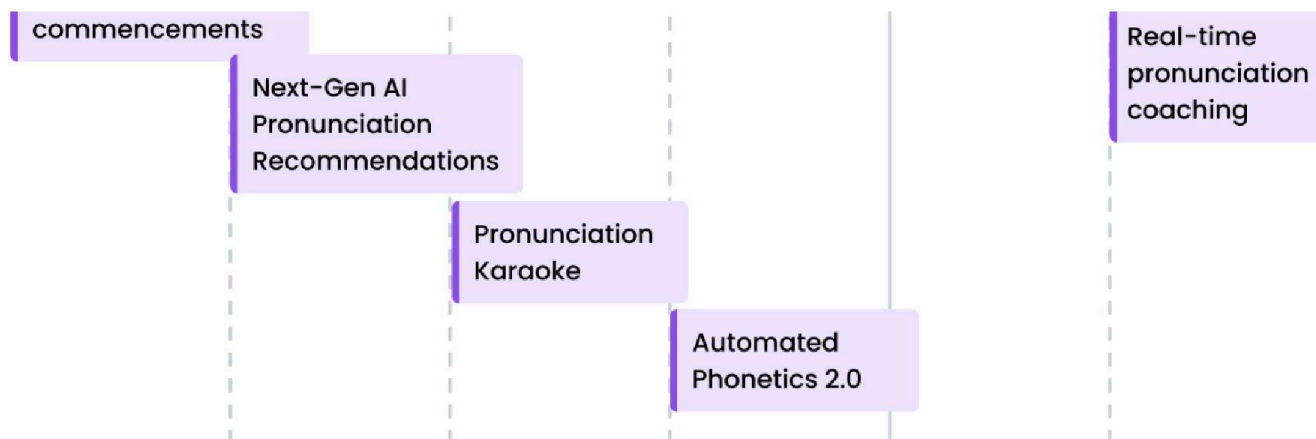 commencements
Next-Gen AI
Pronunciation
Recommendations
Pronunciation
Karaoke
Automated
Phonetics 2.0
Real-time
pronunciation
coaching